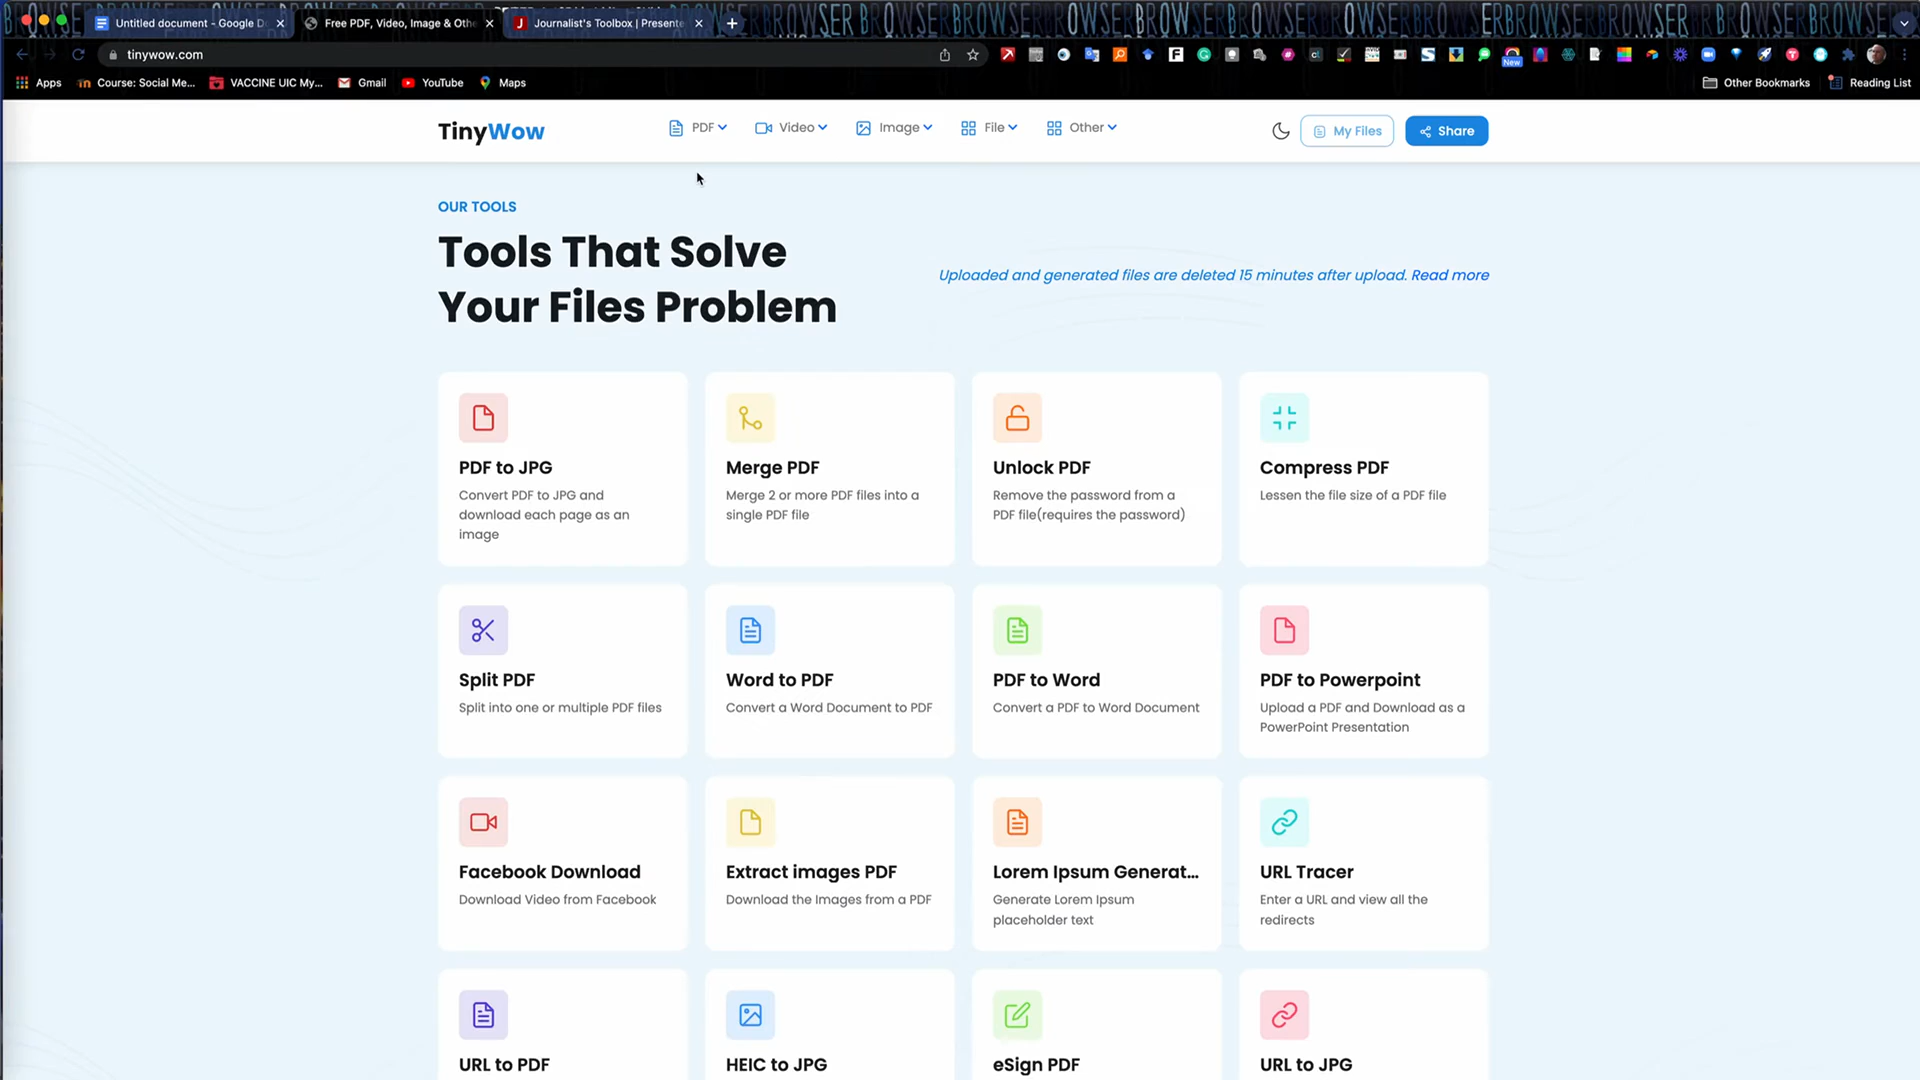 Untitled document - Google D
Free PDF, Video, Image & Othe
Journalist's Toolbox | Presente
tinywow.com
New
Apps
Course: Social Me...
VACCINE UIC My...
Gmail
YouTube
Maps
Other Bookmarks
Reading List
TinyWow
PDF
Video
Image
File
Other
My Files
Share
OUR TOOLS
Tools That Solve
Your Files Problem
Uploaded and generated files are deleted 15 minutes after upload. Read more
PDF to JPG
Convert PDF to JPG and
download each page as an
image
Merge PDF
Merge 2 or more PDF files into a
single PDF file
Unlock PDF
Remove the password from a
PDF file(requires the password)
Compress PDF
Lessen the file size of a PDF file
Split PDF
Split into one or multiple PDF files
Word to PDF
Convert a Word Document to PDF
PDF to Word
Convert a PDF to Word Document
PDF to Powerpoint
Upload a PDF and Download as a
PowerPoint Presentation
Facebook Download
Download Video from Facebook
Extract images PDF
Download the Images from a PDF
Lorem Ipsum Generat...
Generate Lorem Ipsum
placeholder text
URL Tracer
Enter a URL and view all the
redirects
URL to PDF
HEIC to JPG
eSign PDF
URL to JPG